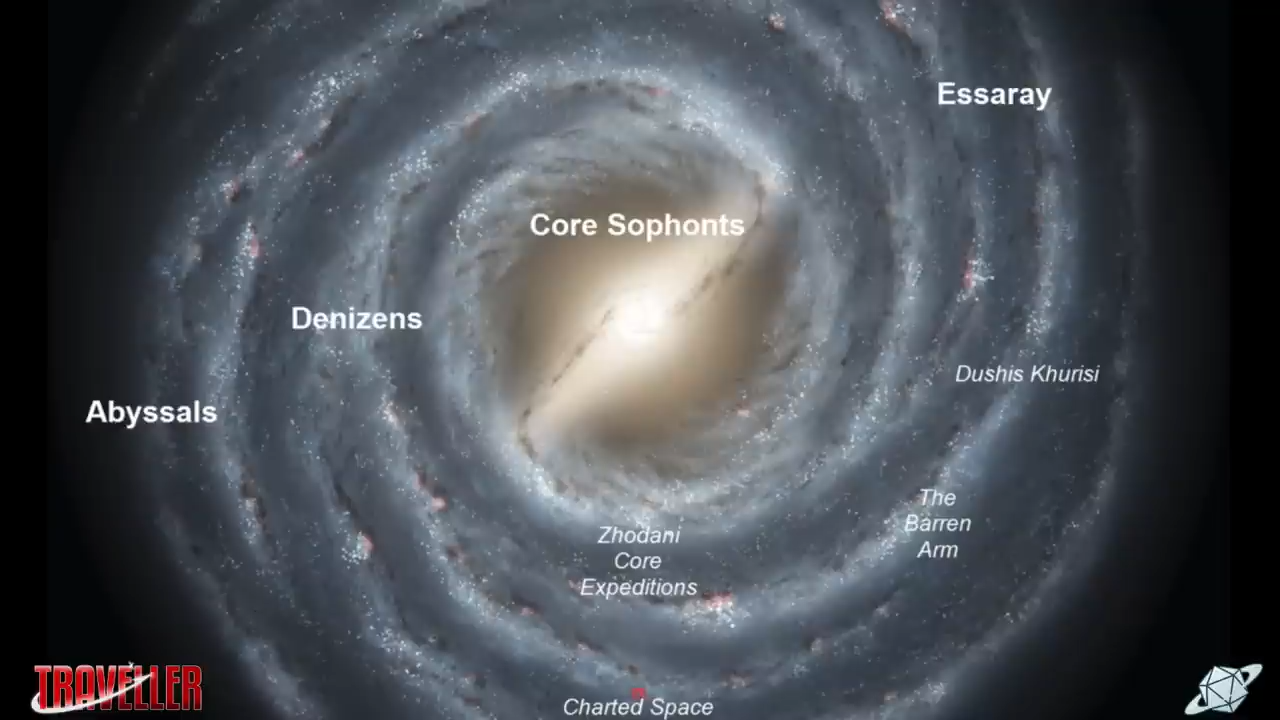 Essaray
Core Sophonts
Denizens
Dushis Khurisi
Abyssals
The
Barren
Arm
Zhodani
Core
Expeditions
TRAVELLER
Charted Space